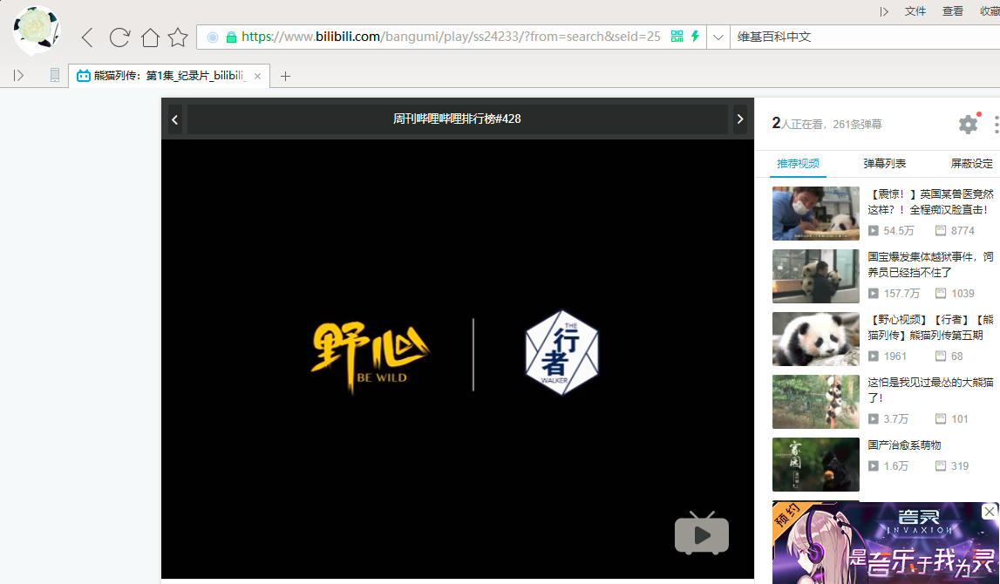 文件 查看 收藏
https://www.bilibili.com/bangumi/play/ss24233/?from=search&seid=25
维基百科中文
熊猫列传：第1集_纪录片_bilibili_
周刊哔哩哔哩排行榜#428
2人正在看，261条弹幕
推荐视频 弹幕列表 屏蔽设定
【震惊！】英国某兽医竟然
这样？！全程痴汉脸直击！
54.5万 8774
国宝爆发集体越狱事件，饲
养员已经挡不住了
157.7万 1039
【野心视频】【行者】【熊
猫列传】熊猫列传第五期
1961 68
这怕是我见过最怂的大熊猫
了！
3.7万 101
国产治愈系萌物
1.6万 319
家园
野心
BE WILD
THE
行者
WALKER
预约
音灵
INVAXION
是音乐于我为灵